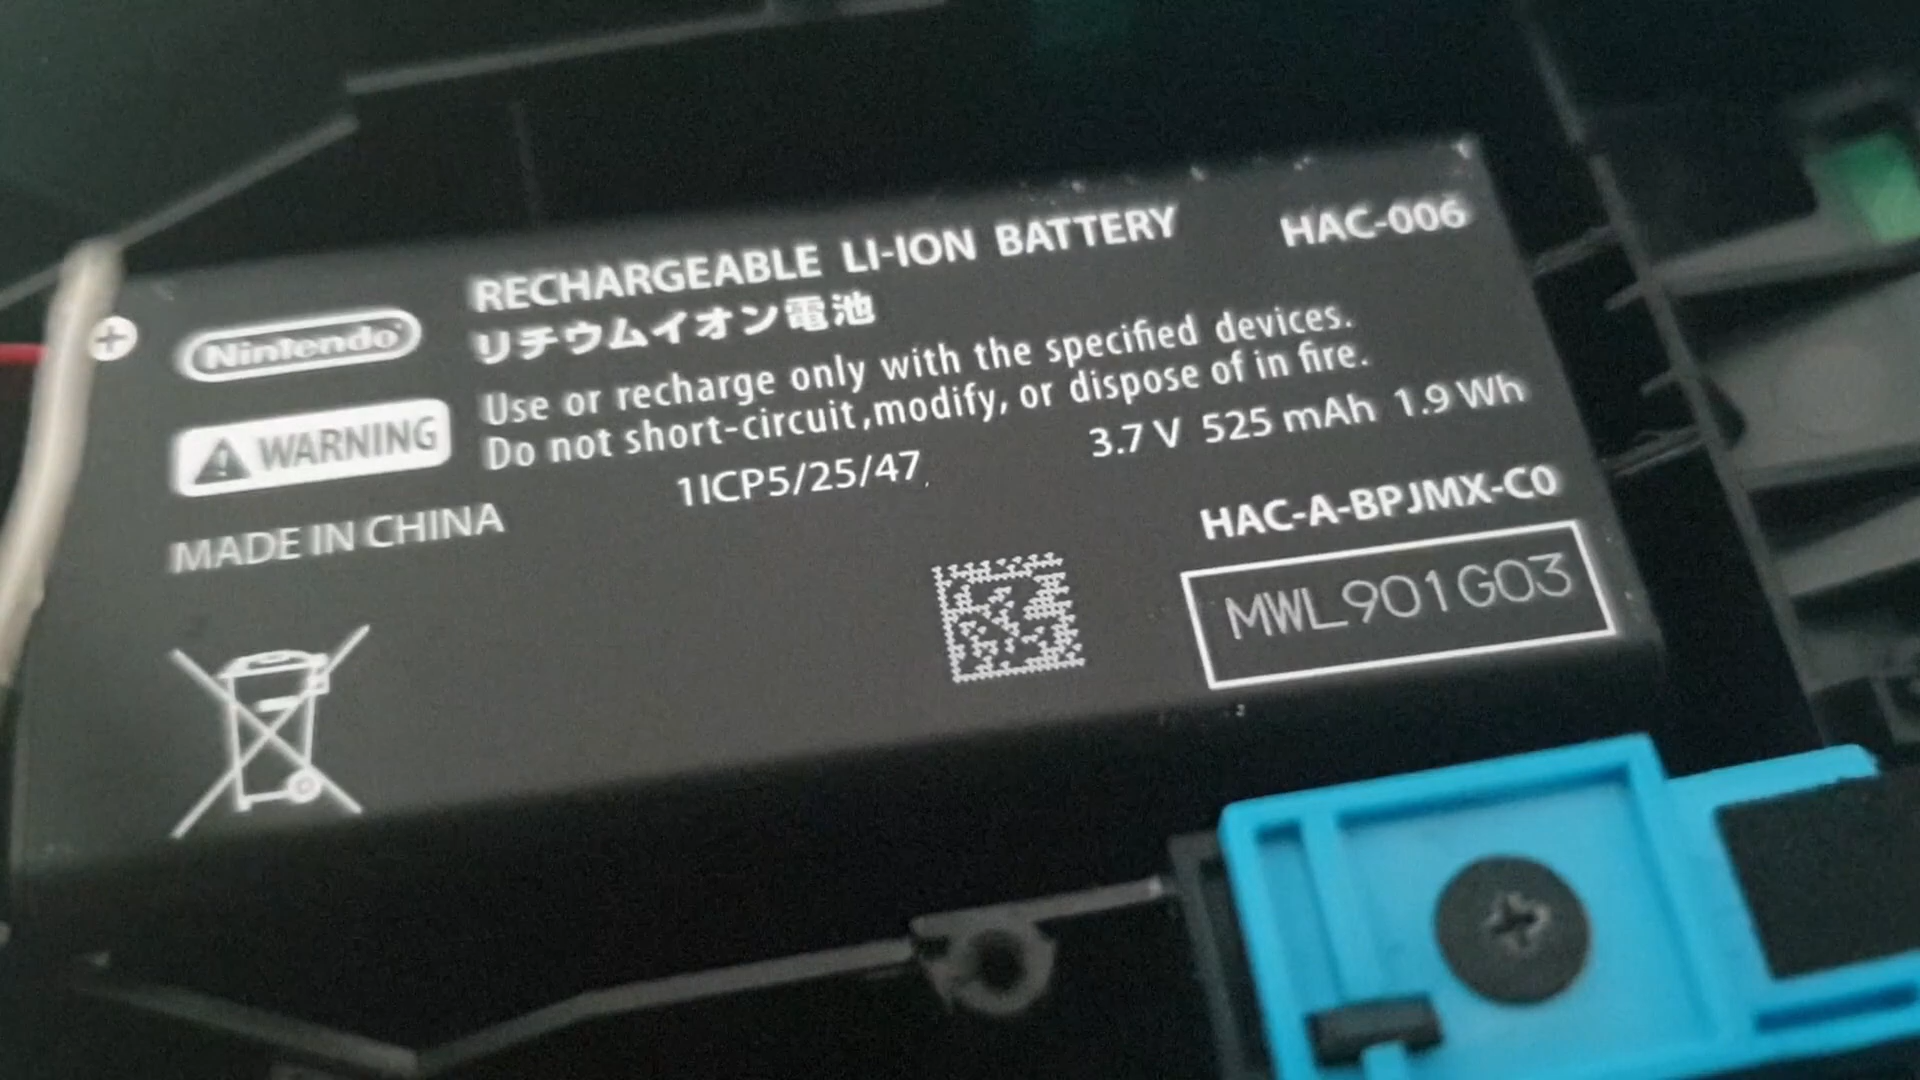 Nintendo
RECHARGEABLE LI-ION BATTERY HAC-006
リチウムイオン電池
Use or recharge only with the specified devices.
Do not short-circuit,modify, or dispose of in fire.
WARNING
1ICP5/25/47
3.7 V 525 mAh 1.9 Wh
MADE IN CHINA
HAC-A-BPJMX-C0
MWL901G03